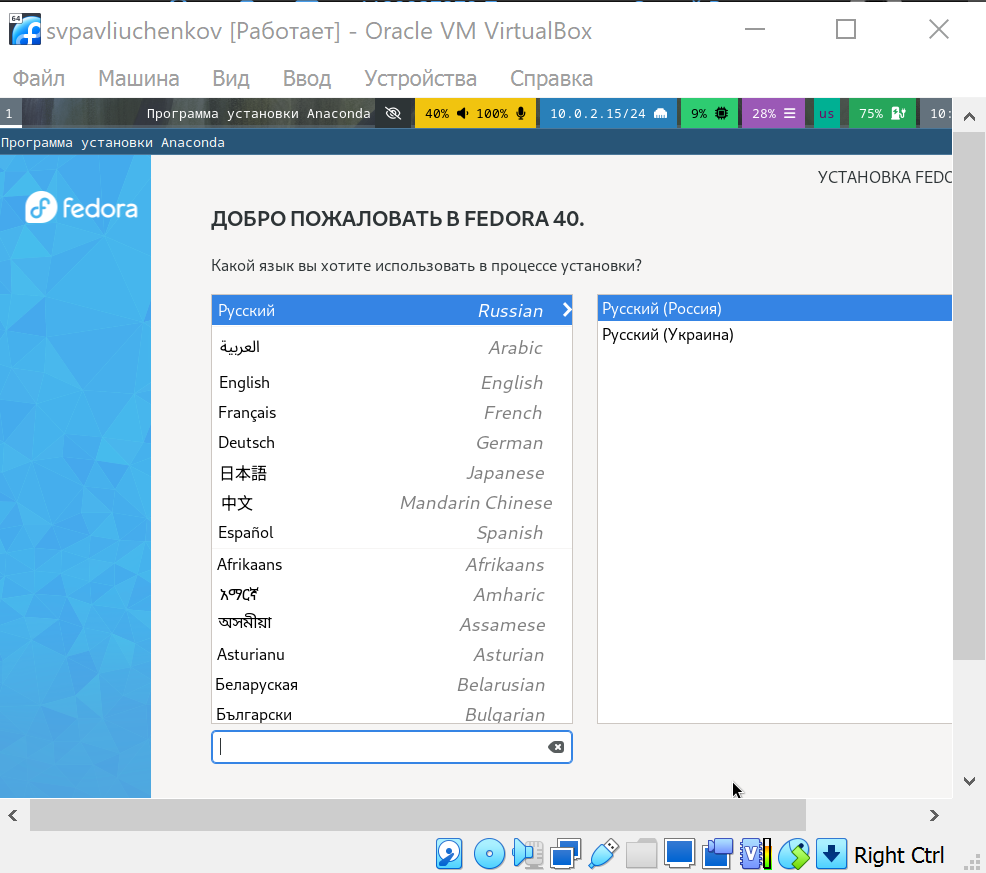 svpavliuchenkov [Работает] - Oracle VM VirtualBox
Файл Машина Вид Ввод Устройства Справка
1 Программа установки Anaconda 40% 100% 10.0.2.15/24 9% 28% us 75% 10:
Программа установки Anaconda
fedora
УСТАНОВКА FEDO
ДОБРО ПОЖАЛОВАТЬ В FEDORA 40.
Какой язык вы хотите использовать в процессе установки?
Русский Russian
العربية Arabic
English English
Français French
Deutsch German
日本語 Japanese
中文 Mandarin Chinese
Español Spanish
Afrikaans Afrikaans
አማርኛ Amharic
অসমীয়া Assamese
Asturianu Asturian
Беларуская Belarusian
Български Bulgarian
Русский (Россия)
Русский (Украина)
Right Ctrl